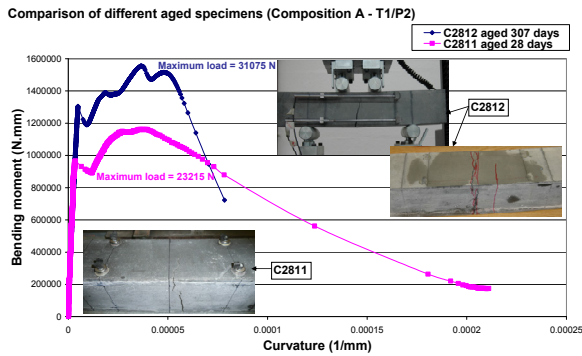 Comparison of different aged specimens (Composition A - T1/P2)
C2812 aged 307 days
C2811 aged 28 days
Bending moment (N.mm)
1600000
1400000
1200000
1000000
800000
600000
400000
200000
0
Maximum load = 31075 N
Maximum load = 23215 N
C2812
C2811
0
0.00005
0.0001
0.00015
0.0002
0.00025
Curvature (1/mm)